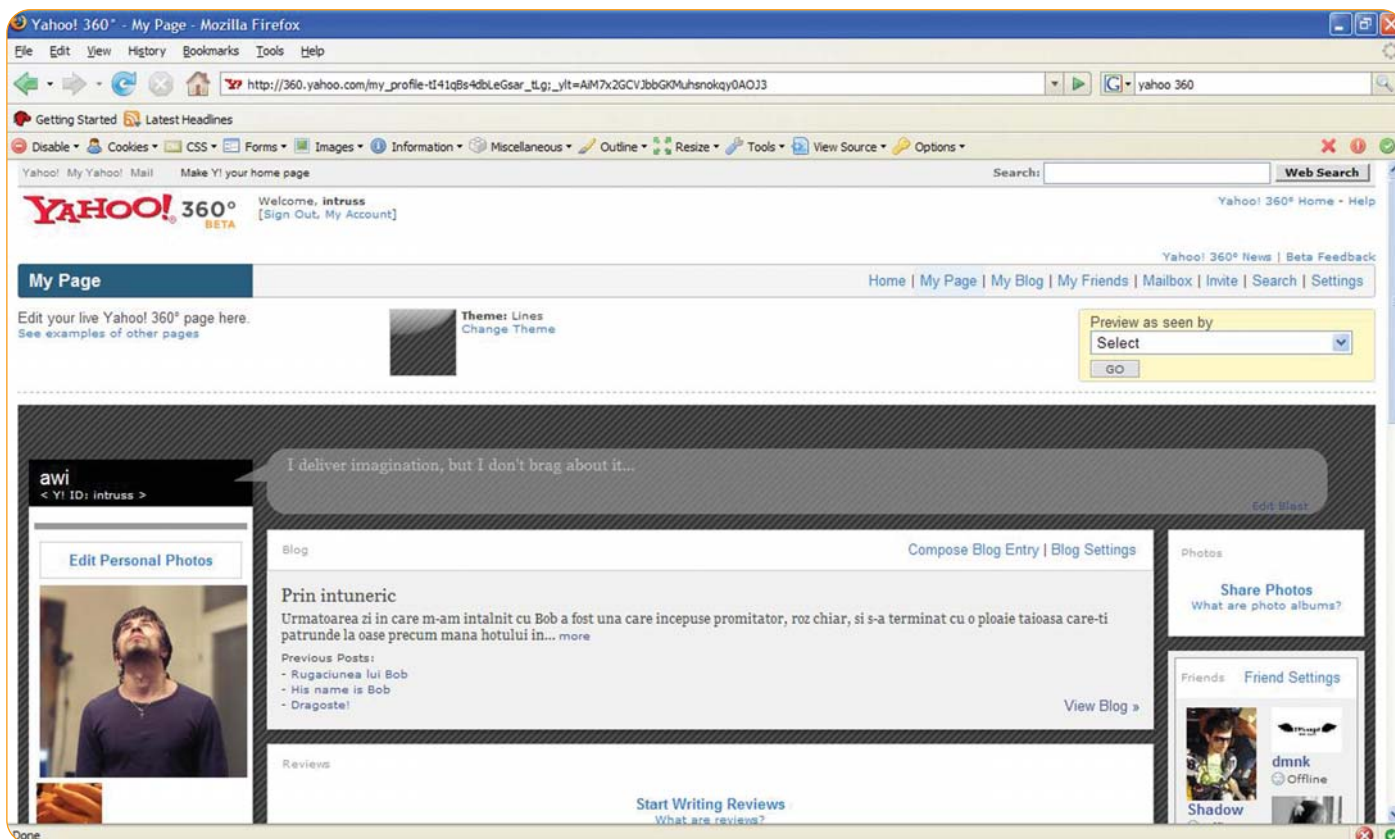 Yahoo! 360° - My Page - Mozilla Firefox
File Edit View History Bookmarks Tools Help
http://360.yahoo.com/my_profile-tI41qBs4dbLeGsar_tLg;_ylt=AiM7x2GCVJbbGKMuhsnokqy0AOJ3
G yahoo 360
Getting Started Latest Headlines
Disable Cookies CSS Forms Images Information Miscellaneous Outline Resize Tools View Source Options
Yahoo! My Yahoo! Mail Make Y! your home page Search: Web Search
YAHOO! 360° BETA
Welcome, intruss
[Sign Out, My Account]
Yahoo! 360° Home - Help
Yahoo! 360° News | Beta Feedback
My Page
Home | My Page | My Blog | My Friends | Mailbox | Invite | Search | Settings
Edit your live Yahoo! 360° page here.
See examples of other pages
Theme: Lines
Change Theme
Preview as seen by
Select
GO
awi
< Y! ID: intruss >
I deliver imagination, but I don't brag about it...
Edit Blast
Edit Personal Photos
Blog
Compose Blog Entry | Blog Settings
Prin intuneric
Urmatoarea zi in care m-am intalnit cu Bob a fost una care incepuse promitator, roz chiar, si s-a terminat cu o ploaie taioasa care-ti
patrunde la oase precum mana hotului in... more
Previous Posts:
- Rugaciunea lui Bob
- His name is Bob
- Dragoste!
View Blog »
Reviews
Start Writing Reviews
What are reviews?
Photos
Share Photos
What are photo albums?
Friends Friend Settings
dmnk
Offline
Shadow
Done